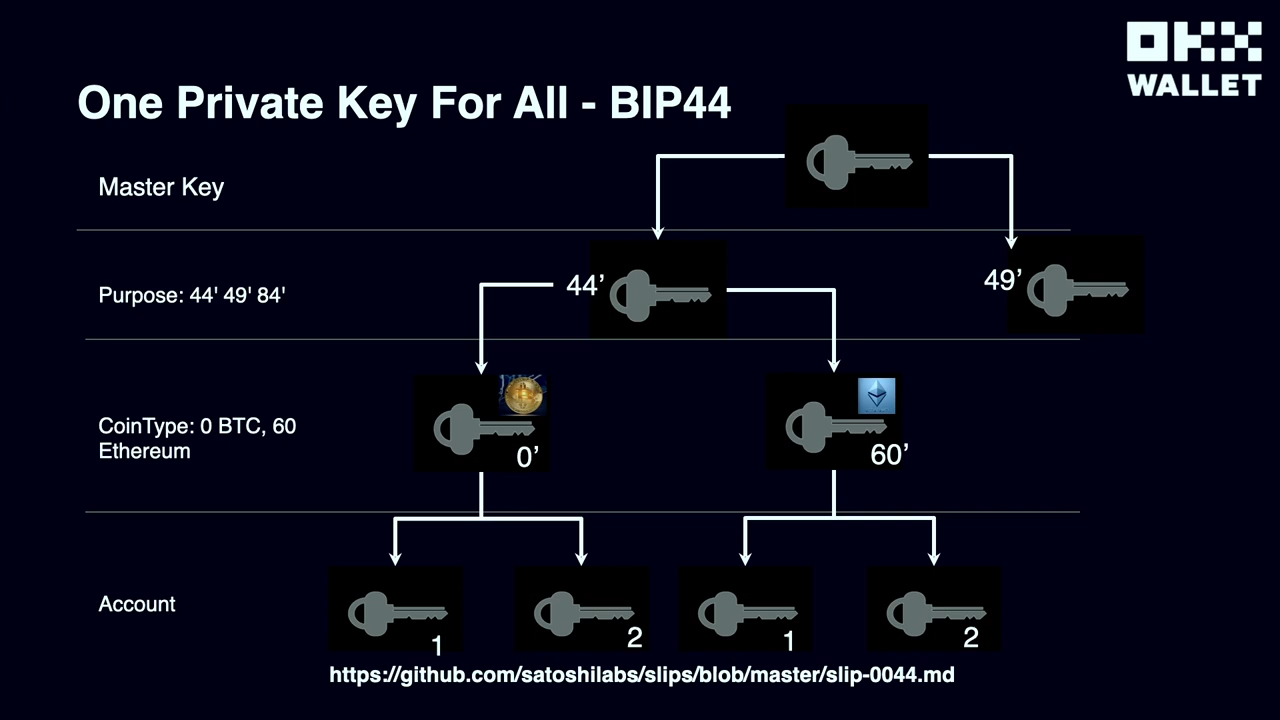 OKX
WALLET
One Private Key For All - BIP44
Master Key
44’
49’
Purpose: 44' 49' 84'
CoinType: 0 BTC, 60
Ethereum
0’
60’
Account
1
2
1
2
https://github.com/satoshilabs/slips/blob/master/slip-0044.md